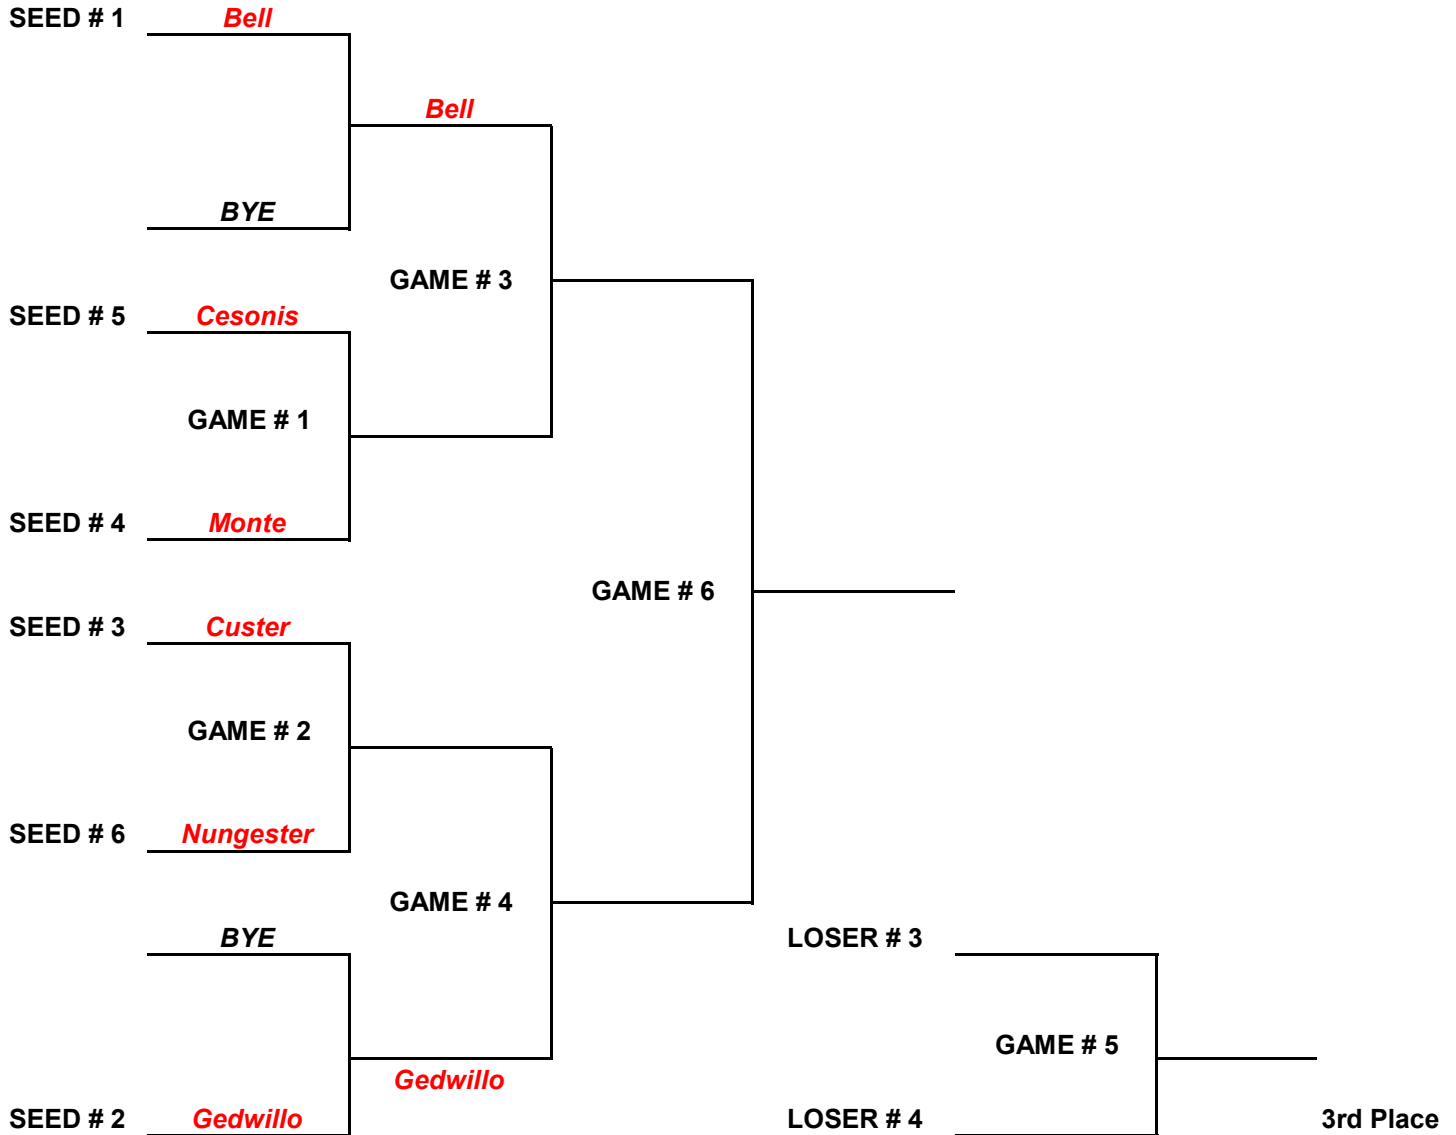 SEED # 1 Bell
Bell
BYE
GAME # 3
SEED # 5 Cesonis
GAME # 1
SEED # 4 Monte
GAME # 6
SEED # 3 Custer
GAME # 2
SEED # 6 Nungester
GAME # 4
BYE
LOSER # 3
GAME # 5
Gedwillo
SEED # 2 Gedwillo
LOSER # 4
3rd Place